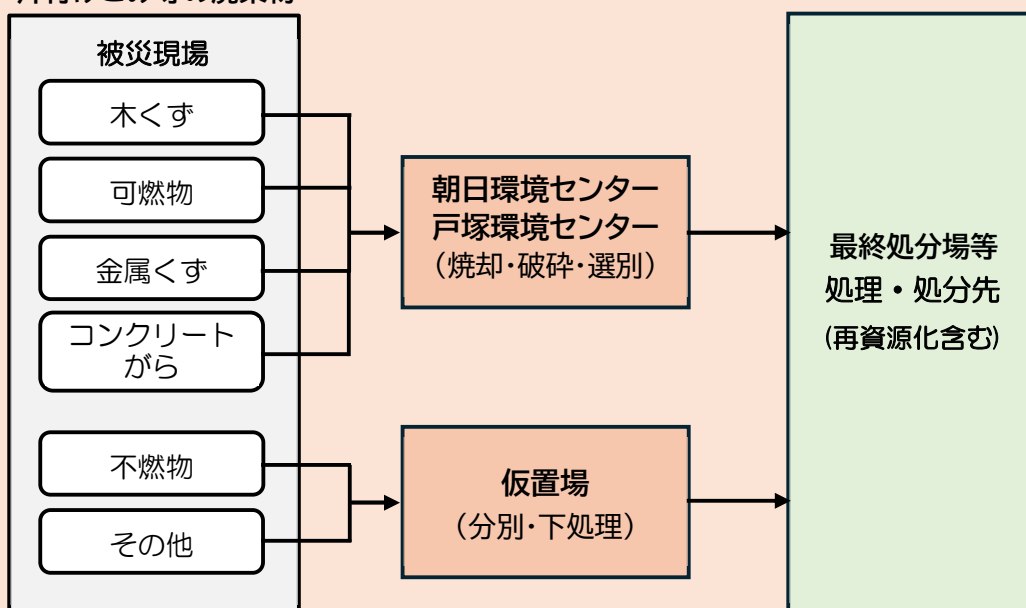 被災現場
木くず
可燃物
金属くず
コンクリート
がら
不燃物
その他
朝日環境センター
戸塚環境センター
（焼却・破砕・選別）
仮置場
（分別・下処理）
最終処分場等
処理・処分先
(再資源化含む)